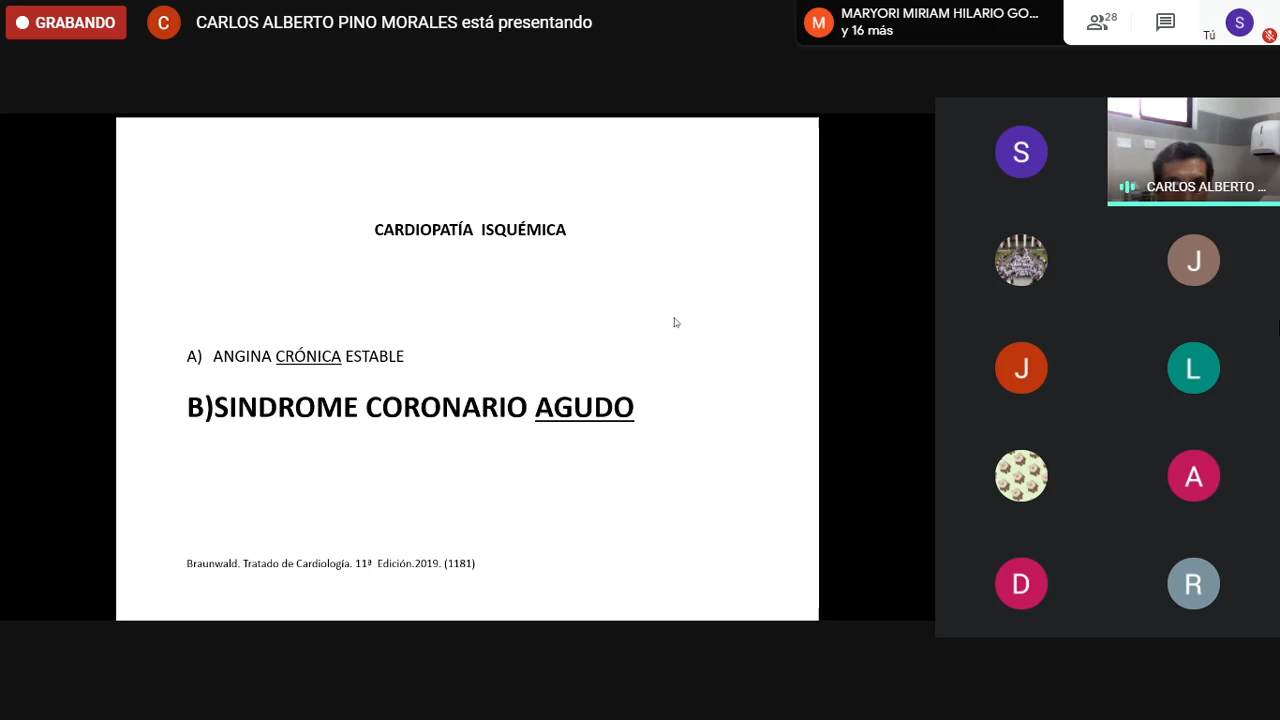 GRABANDO
C
CARLOS ALBERTO PINO MORALES está presentando
M
MARYORI MIRIAM HILARIO GO...
y 16 más
28
Tú
S
S
CARLOS ALBERTO ...
J
J
L
A
D
R
CARDIOPATÍA ISQUÉMICA
A) ANGINA CRÓNICA ESTABLE
B)SINDROME CORONARIO AGUDO
Braunwald. Tratado de Cardiología. 11ª Edición.2019. (1181)